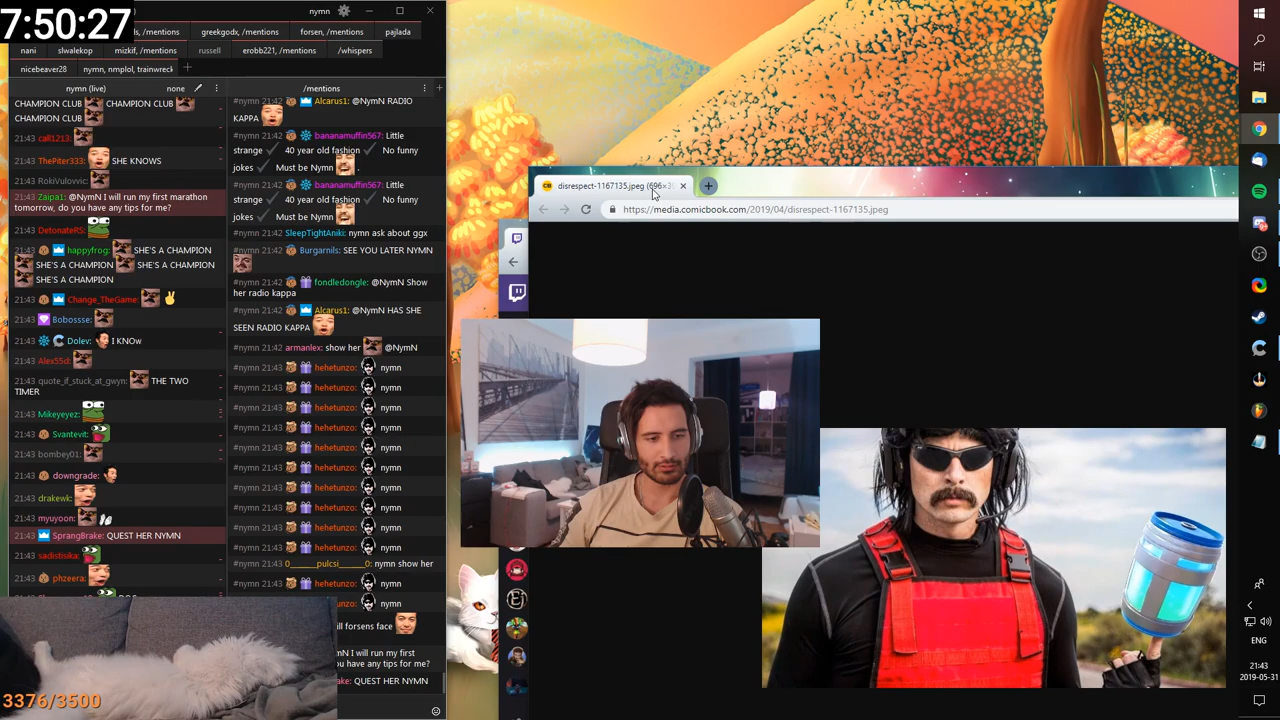 7:50:27
nymn
/mentions
greekgodx, /mentions
forsen, /mentions
pajlada
nani
slwalekop
mizkif, /mentions
russell
erobb221, /mentions
/whispers
nicebeaver28
nymn, nmplol, trainwreck
nymn (live)
none
CHAMPION CLUB CHAMPION CLUB
CHAMPION CLUB
21:43 call1213:
21:43 ThePiter333: SHE KNOWS
21:43 RokiVulovvic:
21:43 Zaipa1: @NymN I will run my first marathon
tomorrow, do you have any tips for me?
21:43 DetonateRS:
21:43 happyfrog: SHE'S A CHAMPION
SHE'S A CHAMPION SHE'S A CHAMPION
SHE'S A CHAMPION
21:43 Change_TheGame:
21:43 Bobossse:
21:43 Dolev: I KNOw
21:43 Alex55d:
21:43 quote_if_stuck_at_gwyn: THE TWO
TIMER
21:43 Mikeyeyez:
21:43 Svantevit:
21:43 bombey01:
21:43 downgrade:
21:43 drakewk:
21:43 myuyoon:
21:43 SprangBrake: QUEST HER NYMN
21:43 sadistisika:
21:43 phzeera:
3376/3500
/mentions
#nymn 21:42 Alcarus1: @NymN RADIO
KAPPA
#nymn 21:42 bananamuffin567: Little
strange 40 year old fashion No funny
jokes Must be Nymn .
#nymn 21:42 bananamuffin567: Little
strange 40 year old fashion No funny
jokes Must be Nymn
#nymn 21:42 SleepTightAniki: nymn ask about ggx
#nymn 21:42 Burgarnils: SEE YOU LATER NYMN
#nymn 21:42 fondledongle: @NymN Show
her radio kappa
#nymn 21:42 Alcarus1: @NymN HAS SHE
SEEN RADIO KAPPA
#nymn 21:42 armanlex: show her @NymN
#nymn 21:43 hehetunzo: nymn
#nymn 21:43 hehetunzo: nymn
#nymn 21:43 hehetunzo: nymn
#nymn 21:43 hehetunzo: nymn
#nymn 21:43 hehetunzo: nymn
#nymn 21:43 hehetunzo: nymn
#nymn 21:43 hehetunzo: nymn
#nymn 21:43 hehetunzo: nymn
#nymn 21:43 hehetunzo: nymn
#nymn 21:43 hehetunzo: nymn
#nymn 21:43 0_______pulcsi______0: nymn show her
#nymn 21:43 hehetunzo: nymn
hetunzo: nymn
ill forsens face
I will run my first
you have any tips for me?
QUEST HER NYMN
disrespect-1167135.jpeg (696×3
https://media.comicbook.com/2019/04/disrespect-1167135.jpeg
ENG
21:43
2019-05-31